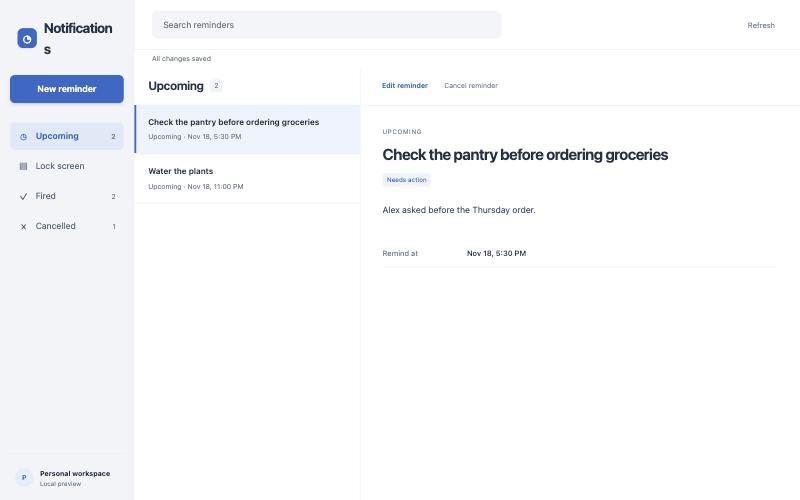 Notifications
New reminder
Upcoming 2
Lock screen
Fired 2
Cancelled 1
P
Personal workspace
Local preview
Search reminders
Refresh
All changes saved
Upcoming 2
Check the pantry before ordering groceries
Upcoming · Nov 18, 5:30 PM
Water the plants
Upcoming · Nov 18, 11:00 PM
Edit reminder Cancel reminder
UPCOMING
Check the pantry before ordering groceries
Needs action
Alex asked before the Thursday order.
Remind at Nov 18, 5:30 PM